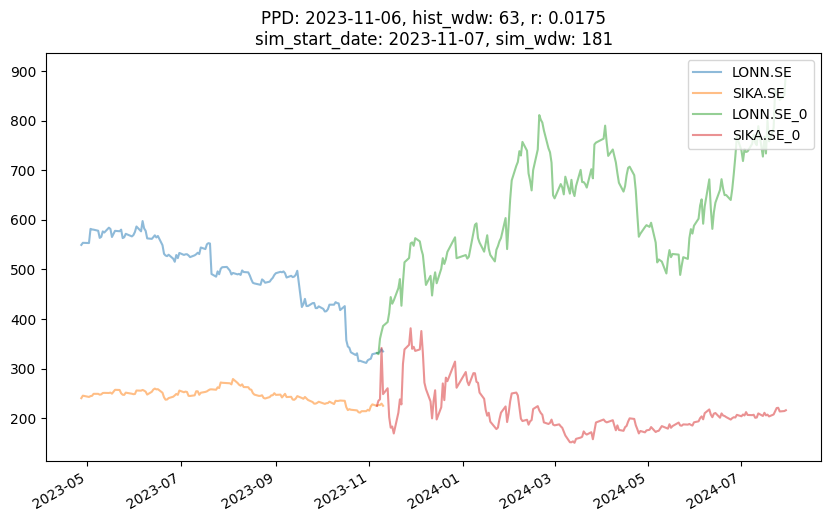 PPD: 2023-11-06, hist_wdw: 63, r: 0.0175
sim_start_date: 2023-11-07, sim_wdw: 181
LONN.SE
SIKA.SE
LONN.SE_0
SIKA.SE_0
900
800
700
600
500
400
300
200
2023-05
2023-07
2023-09
2023-11
2024-01
2024-03
2024-05
2024-07